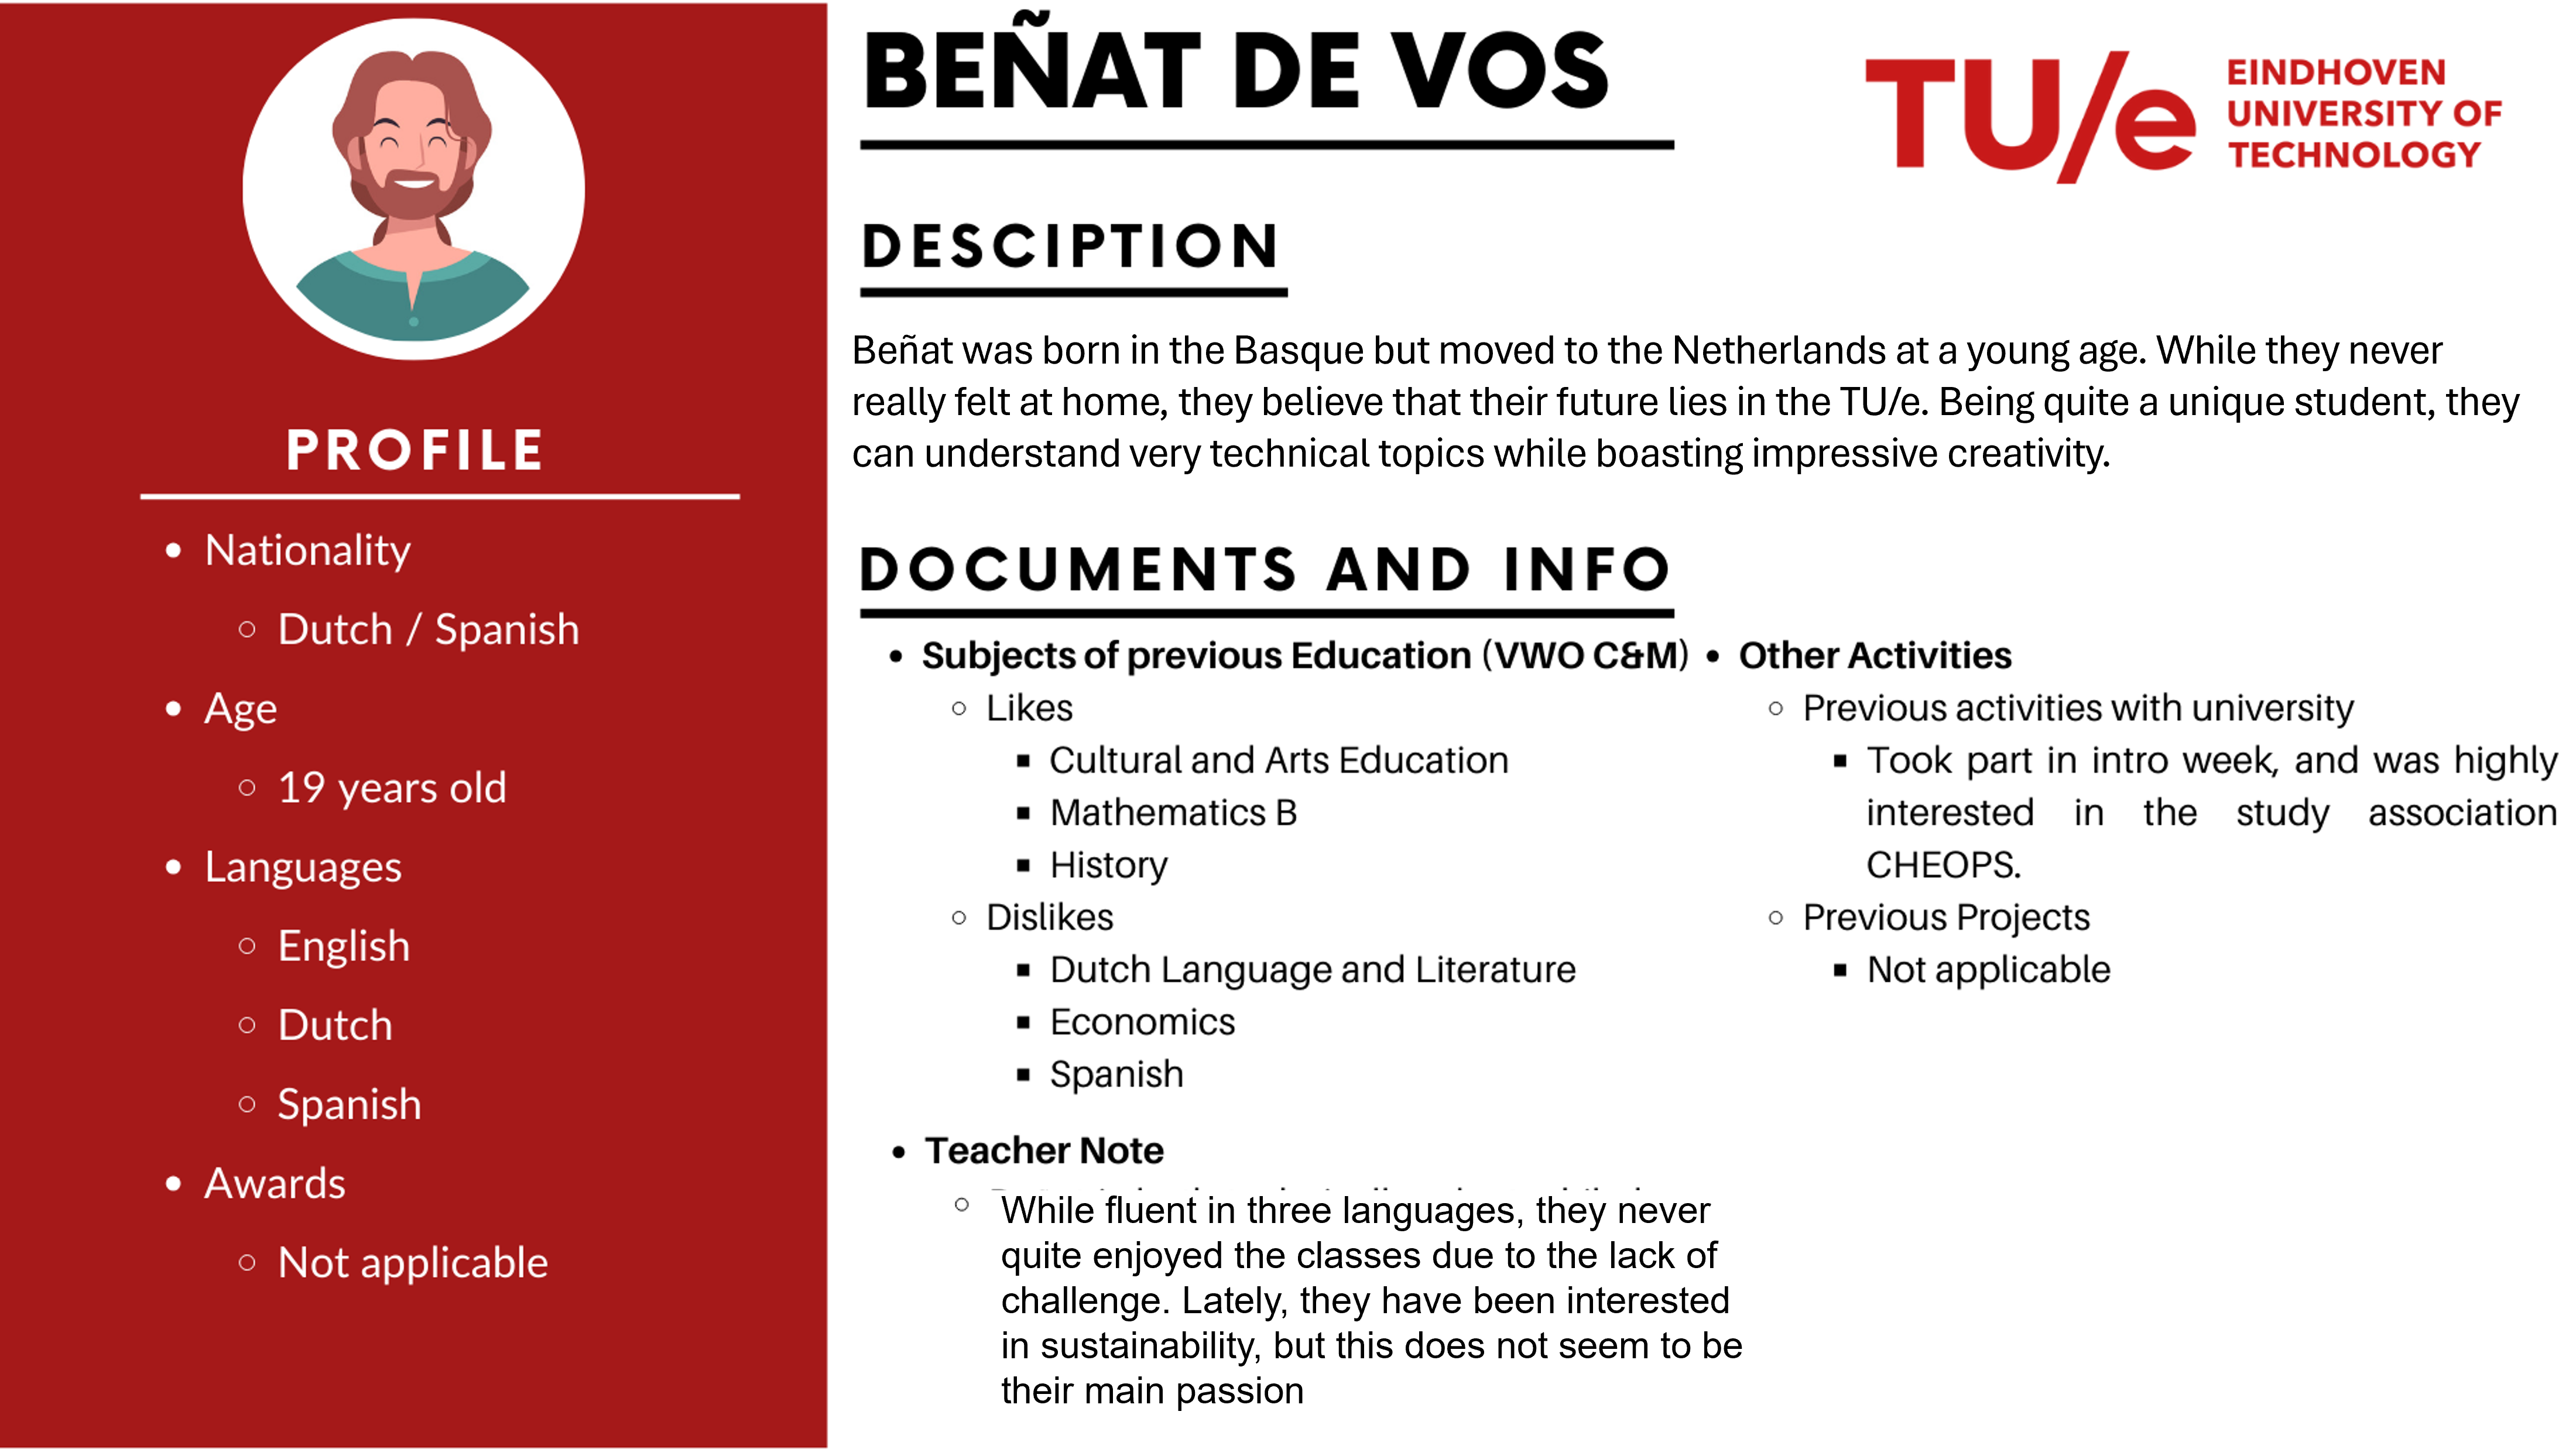 BEÑAT DE VOS
TU/e
EINDHOVEN
UNIVERSITY OF
TECHNOLOGY
PROFILE
Nationality
Dutch / Spanish
Age
19 years old
Languages
English
Dutch
Spanish
Awards
Not applicable
DESCIPTION
Beñat was born in the Basque but moved to the Netherlands at a young age. While they never
really felt at home, they believe that their future lies in the TU/e. Being quite a unique student, they
can understand very technical topics while boasting impressive creativity.
DOCUMENTS AND INFO
Subjects of previous Education (VWO C&M)
Likes
Cultural and Arts Education
Mathematics B
History
Dislikes
Dutch Language and Literature
Economics
Spanish
Teacher Note
While fluent in three languages, they never
quite enjoyed the classes due to the lack of
challenge. Lately, they have been interested
in sustainability, but this does not seem to be
their main passion
Other Activities
Previous activities with university
Took part in intro week, and was highly
interested in the study association
CHEOPS.
Previous Projects
Not applicable